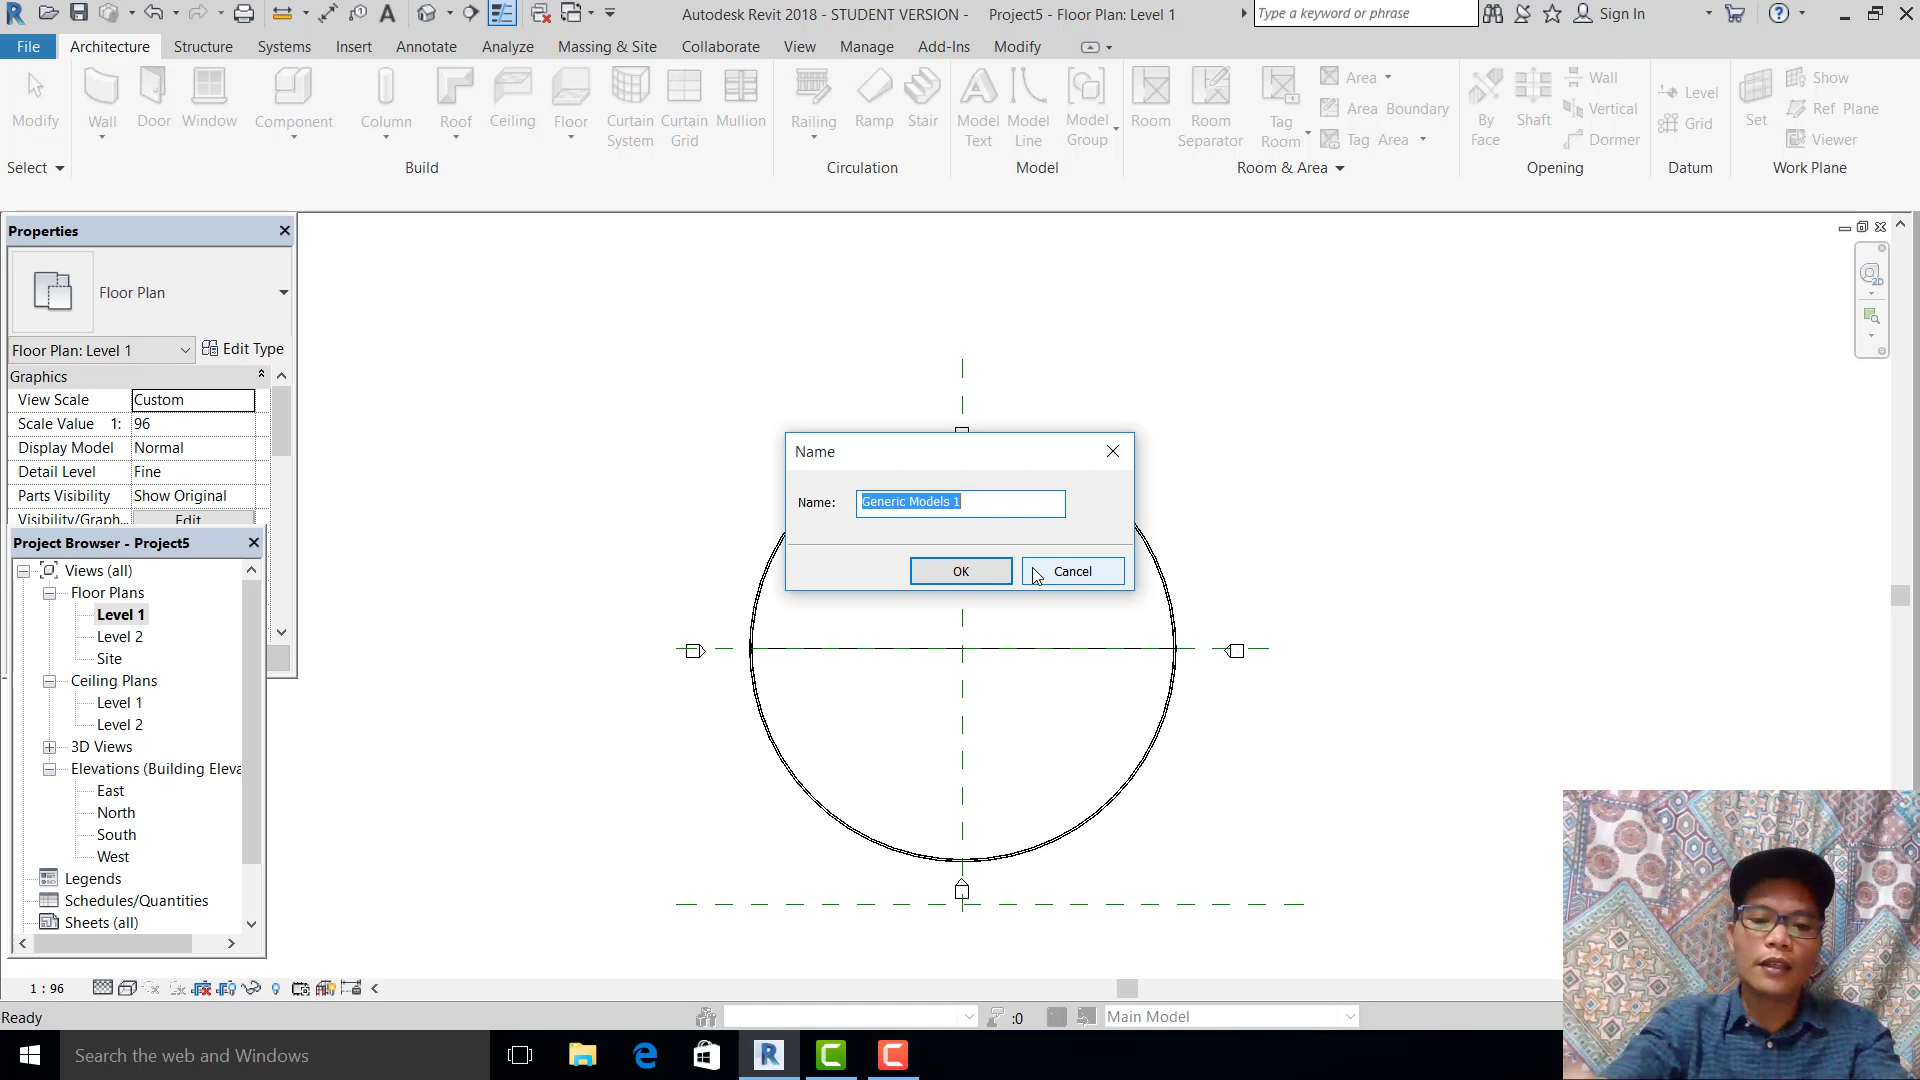 Autodesk Revit 2018 - STUDENT VERSION - Project5 - Floor Plan: Level 1
Type a keyword or phrase
Sign In
File Architecture Structure Systems Insert Annotate Analyze Massing & Site Collaborate View Manage Add-Ins Modify
Modify
Wall
Door
Window
Component
Column
Roof
Ceiling
Floor
Curtain System
Curtain Grid
Mullion
Railing
Ramp
Stair
Model Text
Model Line
Model Group
Room
Room Separator
Tag Room
Area
Area Boundary
Tag Area
By Face
Shaft
Wall
Vertical
Dormer
Level
Grid
Set
Show
Ref Plane
Viewer
Select Build Circulation Model Room & Area Opening Datum Work Plane
Properties
Floor Plan
Floor Plan: Level 1 Edit Type
Graphics
View Scale Custom
Scale Value 1: 96
Display Model Normal
Detail Level Fine
Parts Visibility Show Original
Visibility/Graph... Edit
Project Browser - Project5
Views (all)
Floor Plans
Level 1
Level 2
Site
Ceiling Plans
Level 1
Level 2
3D Views
Elevations (Building Eleva
East
North
South
West
Legends
Schedules/Quantities
Sheets (all)
Name
Name: Generic Models 1
OK Cancel
1 : 96
Ready
:0
Main Model
Search the web and Windows